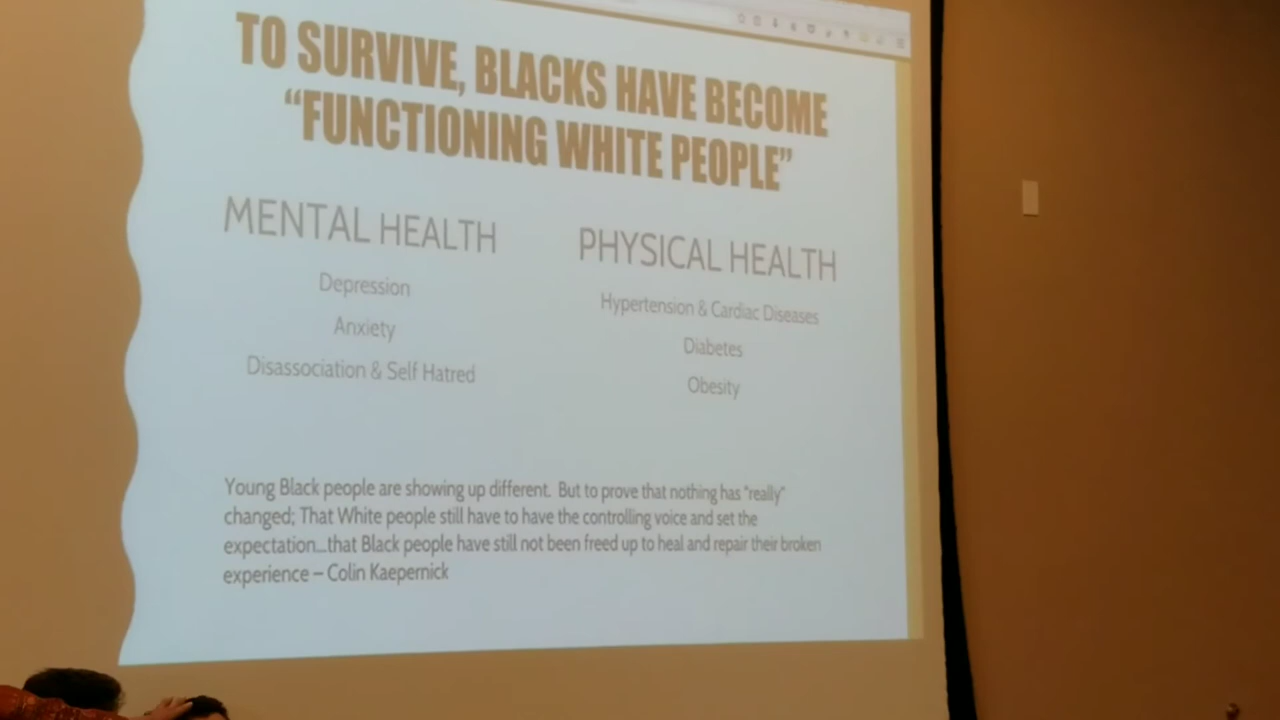 TO SURVIVE, BLACKS HAVE BECOME
“FUNCTIONING WHITE PEOPLE”
MENTAL HEALTH
Depression
Anxiety
Disassociation & Self Hatred
PHYSICAL HEALTH
Hypertension & Cardiac Diseases
Diabetes
Obesity
Young Black people are showing up different. But to prove that nothing has “really”
changed; That White people still have to have the controlling voice and set the
expectation...that Black people have still not been freed up to heal and repair their broken
experience – Colin Kaepernick